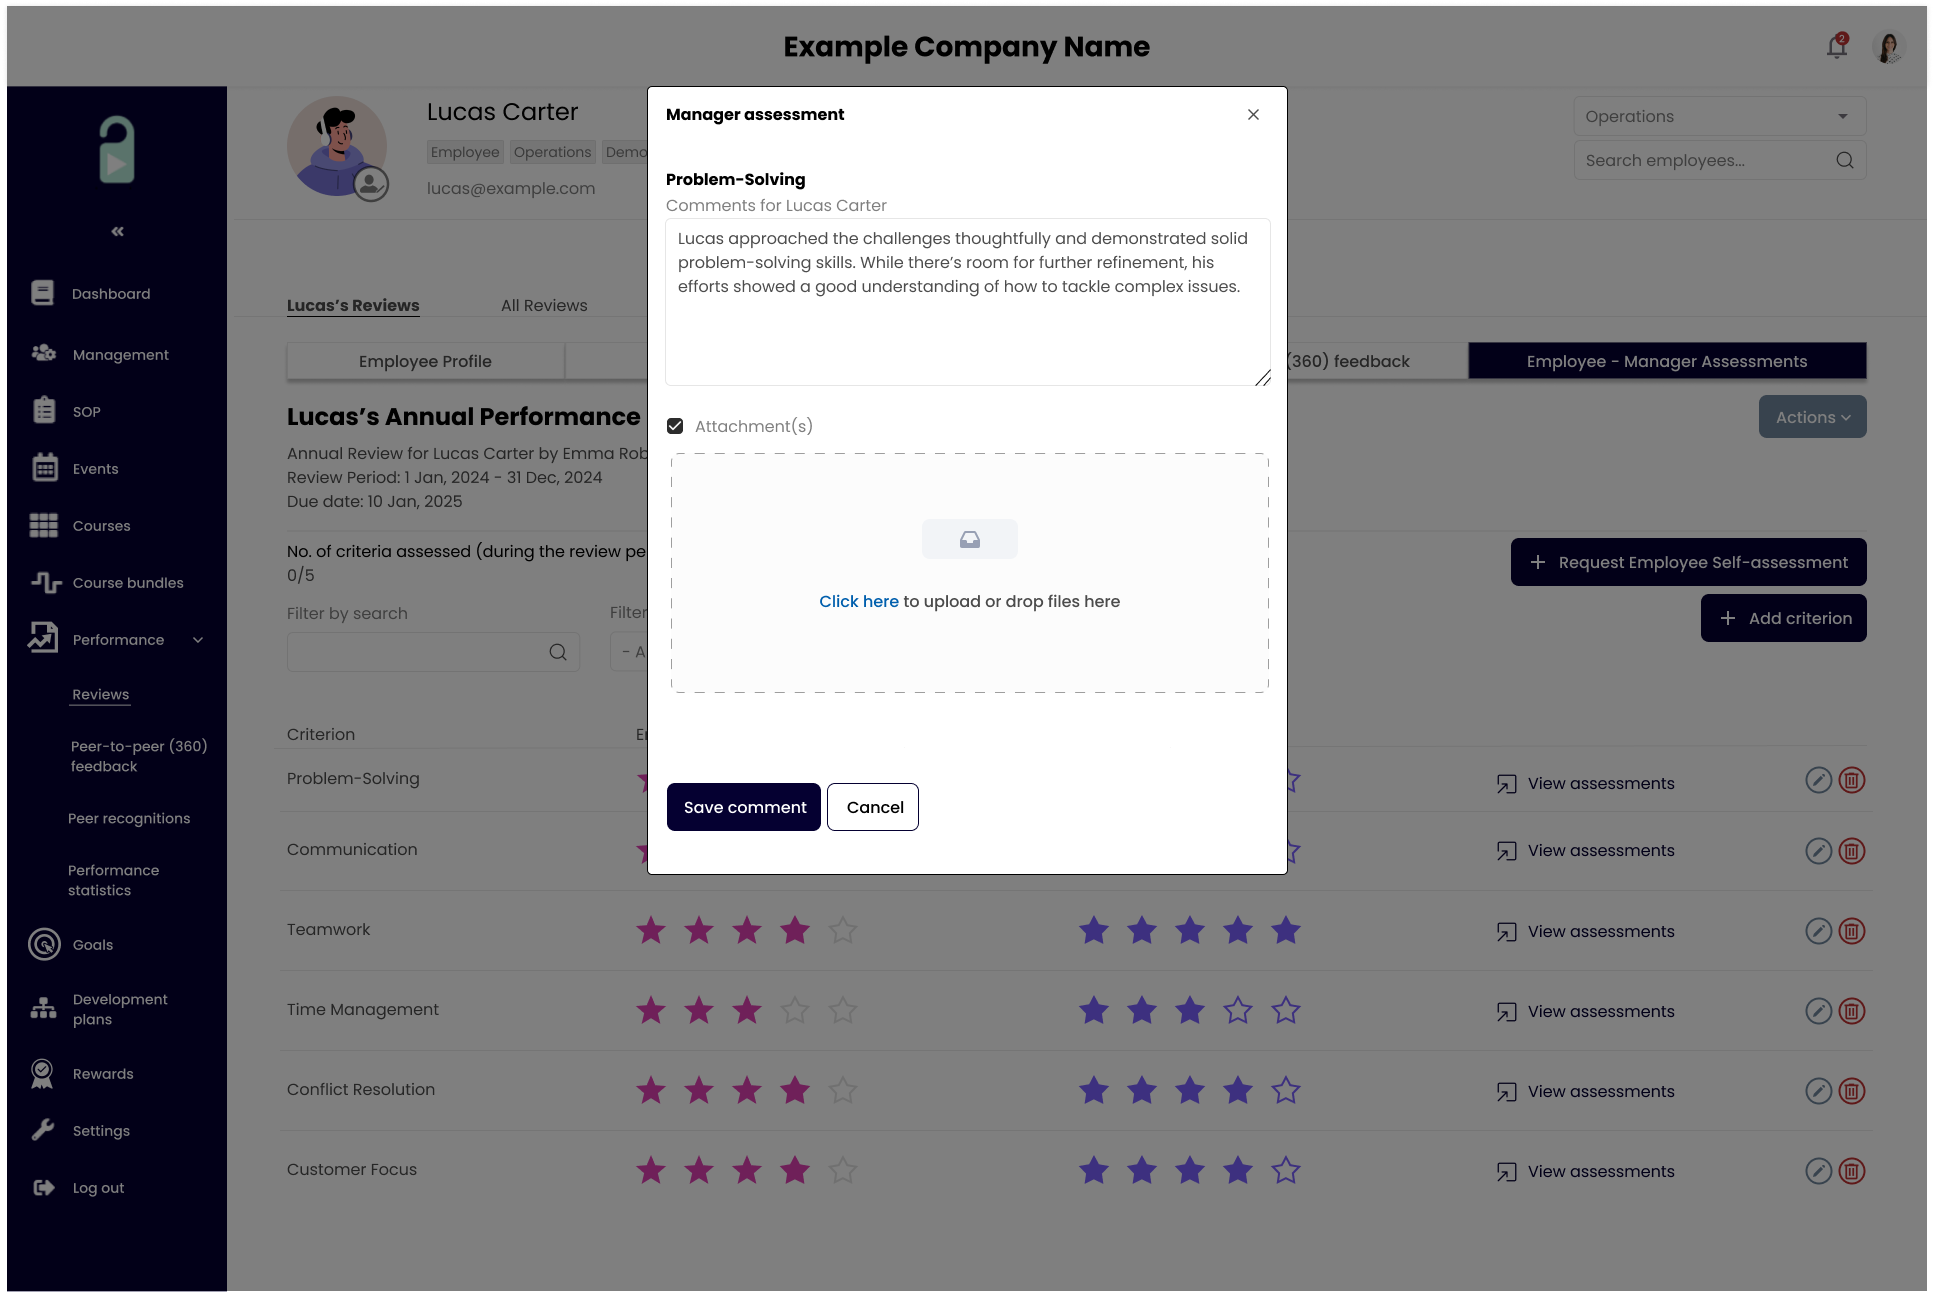 Example Company Name
2
Lucas Carter
Employee
Operations
Demo
lucas@example.com
Operations
Search employees...
«
Dashboard
Management
SOP
Events
Courses
Course bundles
Performance
Reviews
Peer-to-peer (360)
feedback
Peer recognitions
Performance
statistics
Goals
Development
plans
Rewards
Settings
Log out
Lucas’s Reviews
All Reviews
Employee Profile
(360) feedback
Employee - Manager Assessments
Lucas’s Annual Performance
Actions
Annual Review for Lucas Carter by Emma Rob
Review Period: 1 Jan, 2024 - 31 Dec, 2024
Due date: 10 Jan, 2025
No. of criteria assessed (during the review pe
0/5
+ Request Employee Self-assessment
+ Add criterion
Filter by search
Filter
- A
Criterion
Problem-Solving
View assessments
Communication
View assessments
Teamwork
View assessments
Time Management
View assessments
Conflict Resolution
View assessments
Customer Focus
View assessments
Manager assessment
Problem-Solving
Comments for Lucas Carter
Lucas approached the challenges thoughtfully and demonstrated solid
problem-solving skills. While there’s room for further refinement, his
efforts showed a good understanding of how to tackle complex issues.
Attachment(s)
Click here to upload or drop files here
Save comment
Cancel